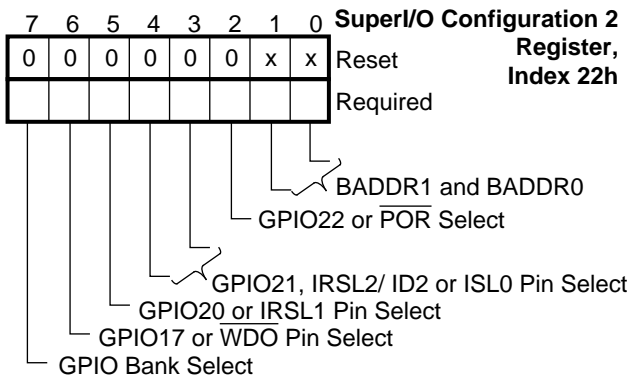 7 6 5 4 3 2 1 0
SuperI/O Configuration 2
Register,
Index 22h
0 0 0 0 0 0 x x Reset
Required
BADDR1 and BADDR0
GPIO22 or POR Select
GPIO21, IRSL2/ ID2 or ISL0 Pin Select
GPIO20 or IRSL1 Pin Select
GPIO17 or WDO Pin Select
GPIO Bank Select